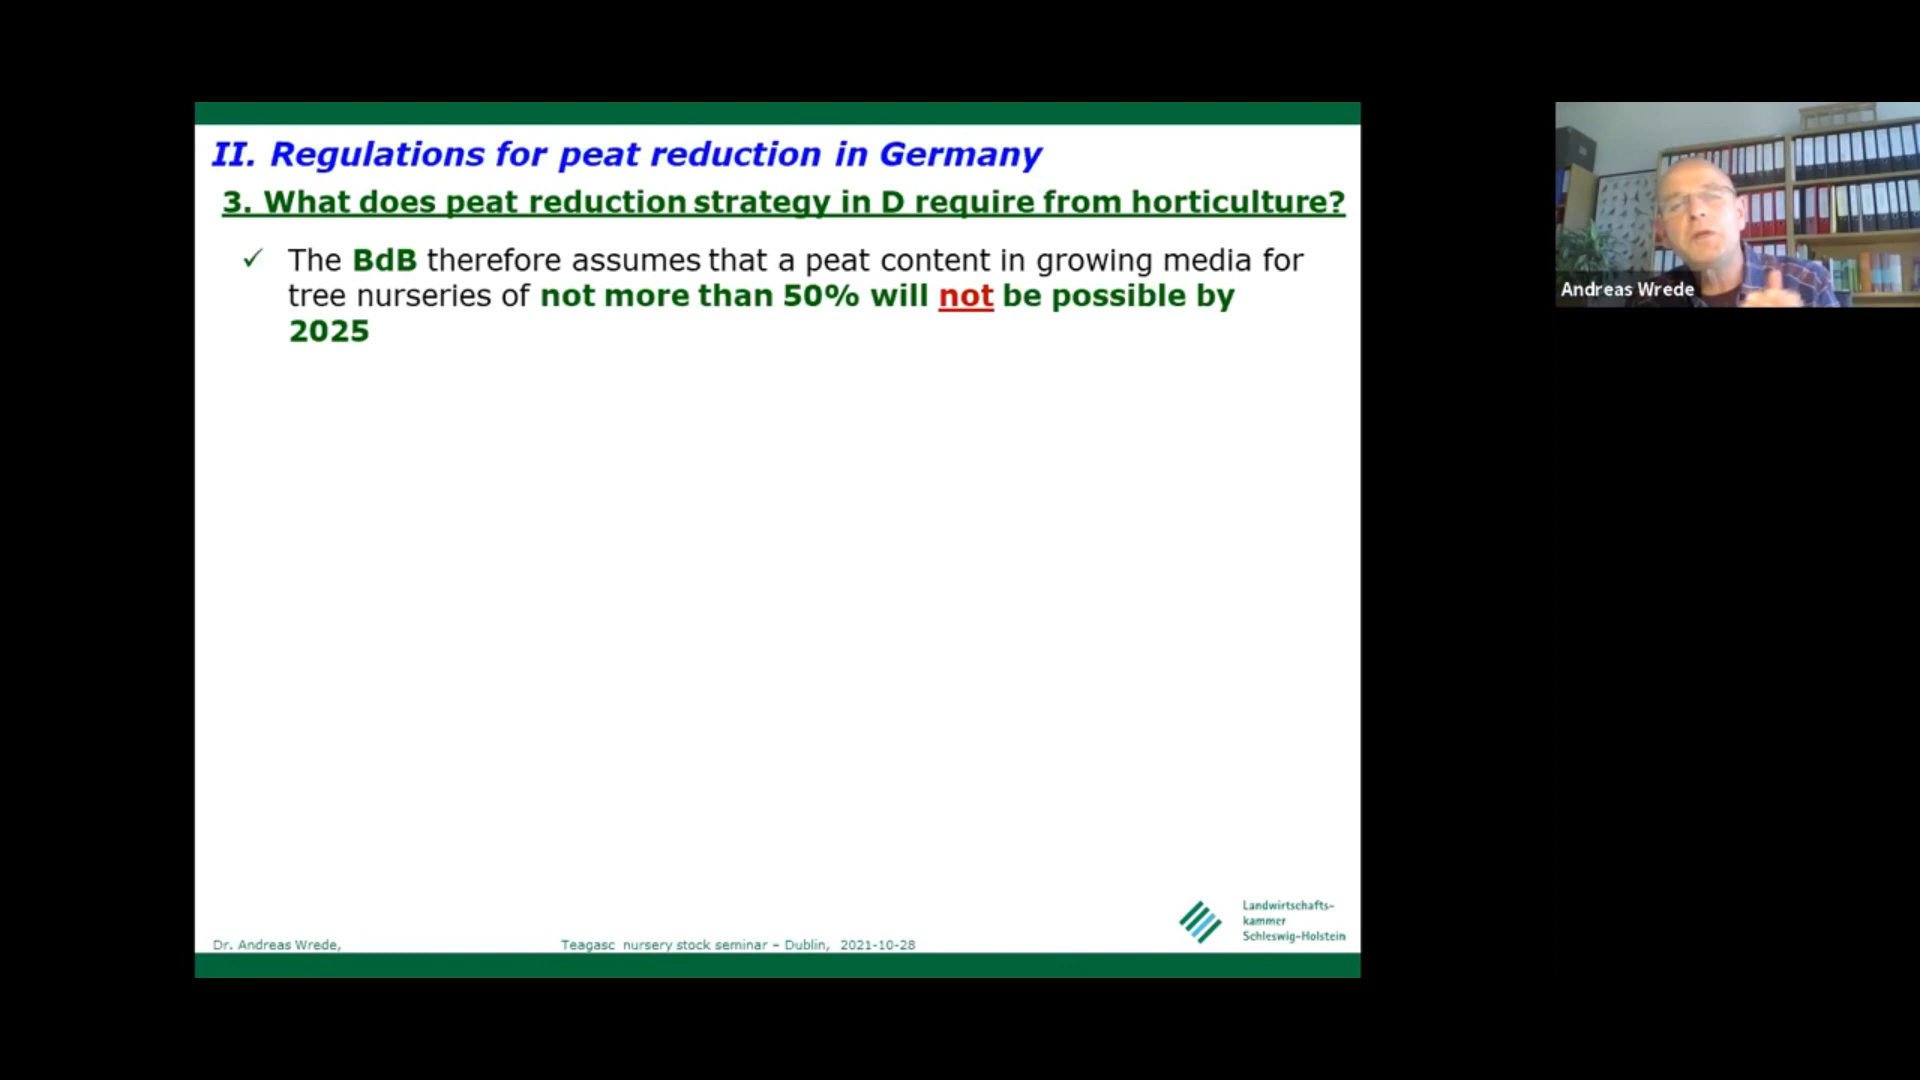 II. Regulations for peat reduction in Germany
3. What does peat reduction strategy in D require from horticulture?
✓ The BdB therefore assumes that a peat content in growing media for
tree nurseries of not more than 50% will not be possible by
2025
Andreas Wrede
Landwirtschafts-
kammer
Schleswig-Holstein
Dr. Andreas Wrede,
Teagasc nursery stock seminar – Dublin, 2021-10-28